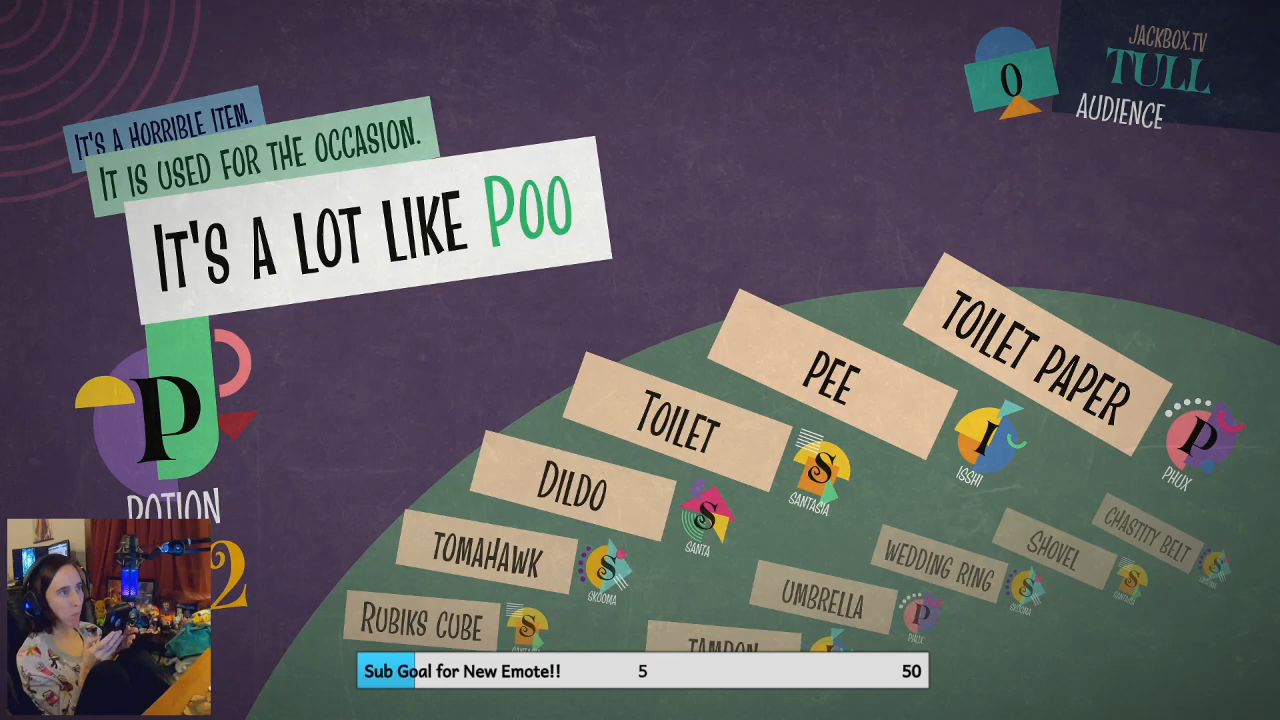 JACKBOX.TV
TULL
0
AUDIENCE
IT'S A HORRIBLE ITEM.
IT IS USED FOR THE OCCASION.
IT'S A LOT LIKE POO
P
POTION
2
TOILET PAPER
P
PHUX
PEE
I
ISSHI
TOILET
S
SANTASIA
DILDO
S
SANTA
TOMAHAWK
S
SKOOMA
RUBIKS CUBE
S
CHASTITY BELT
SHOVEL
S
WEDDING RING
S
SKOOMA
UMBRELLA
P
PHUX
TAMPON
Sub Goal for New Emote!! 5 50